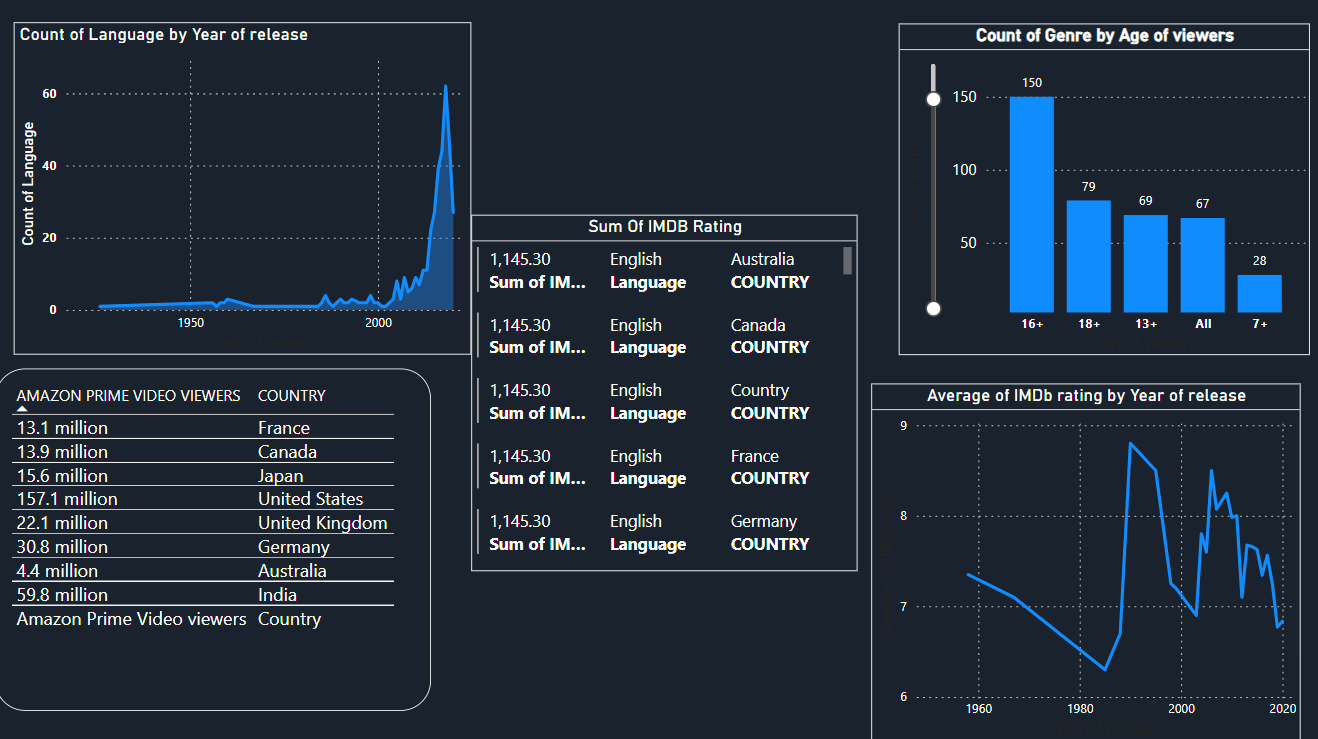 Count of Language by Year of release
Count of Language
60
40
20
0
1950 2000
AMAZON PRIME VIDEO VIEWERS COUNTRY
13.1 million France
13.9 million Canada
15.6 million Japan
157.1 million United States
22.1 million United Kingdom
30.8 million Germany
4.4 million Australia
59.8 million India
Amazon Prime Video viewers Country
Sum Of IMDB Rating
1,145.30 English Australia
Sum of IM... Language COUNTRY
1,145.30 English Canada
Sum of IM... Language COUNTRY
1,145.30 English Country
Sum of IM... Language COUNTRY
1,145.30 English France
Sum of IM... Language COUNTRY
1,145.30 English Germany
Sum of IM... Language COUNTRY
Count of Genre by Age of viewers
150
100
50
150
79
69
67
28
16+ 18+ 13+ All 7+
Average of IMDb rating by Year of release
9
8
7
6
1960 1980 2000 2020